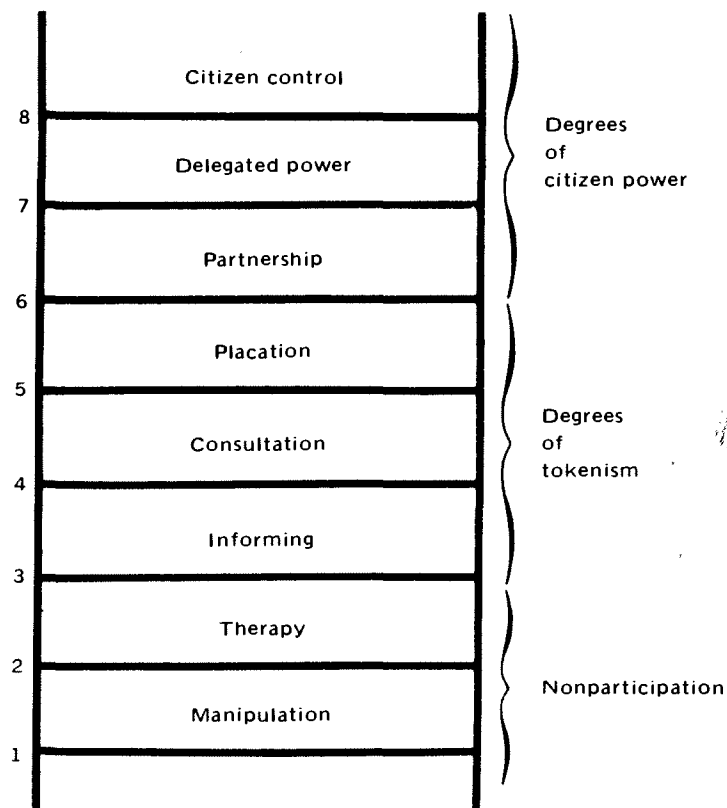 Citizen control
8
Delegated power
7
Partnership
6
Placation
5
Consultation
4
Informing
3
Therapy
2
Manipulation
1
Degrees
of
citizen power
Degrees
of
tokenism
Nonparticipation